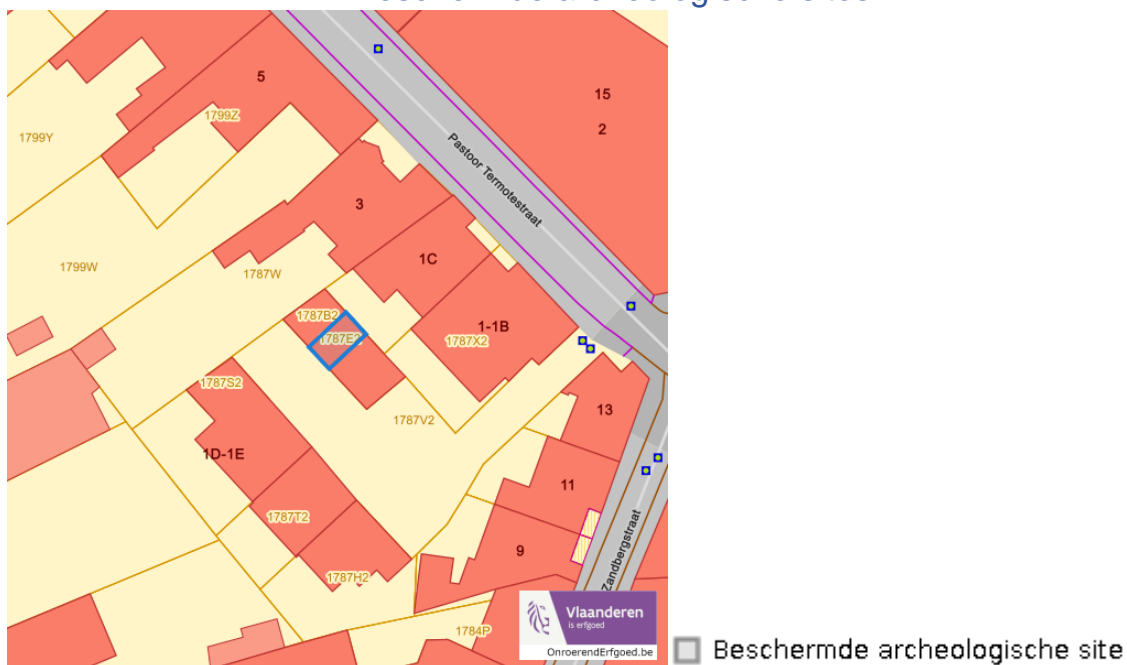 5
15
2
1799Z
1799Y
Pastoor Termotestraat
3
1C
1799W
1787W
1787B2
1-1B
1787E2
1787X2
1787S2
13
1787V2
1D-1E
11
1787T2
9
Zandbergstraat
1787H2
1784P
Vlaanderen
is erfgoed
OnroerendErfgoed.be
Beschermde archeologische site